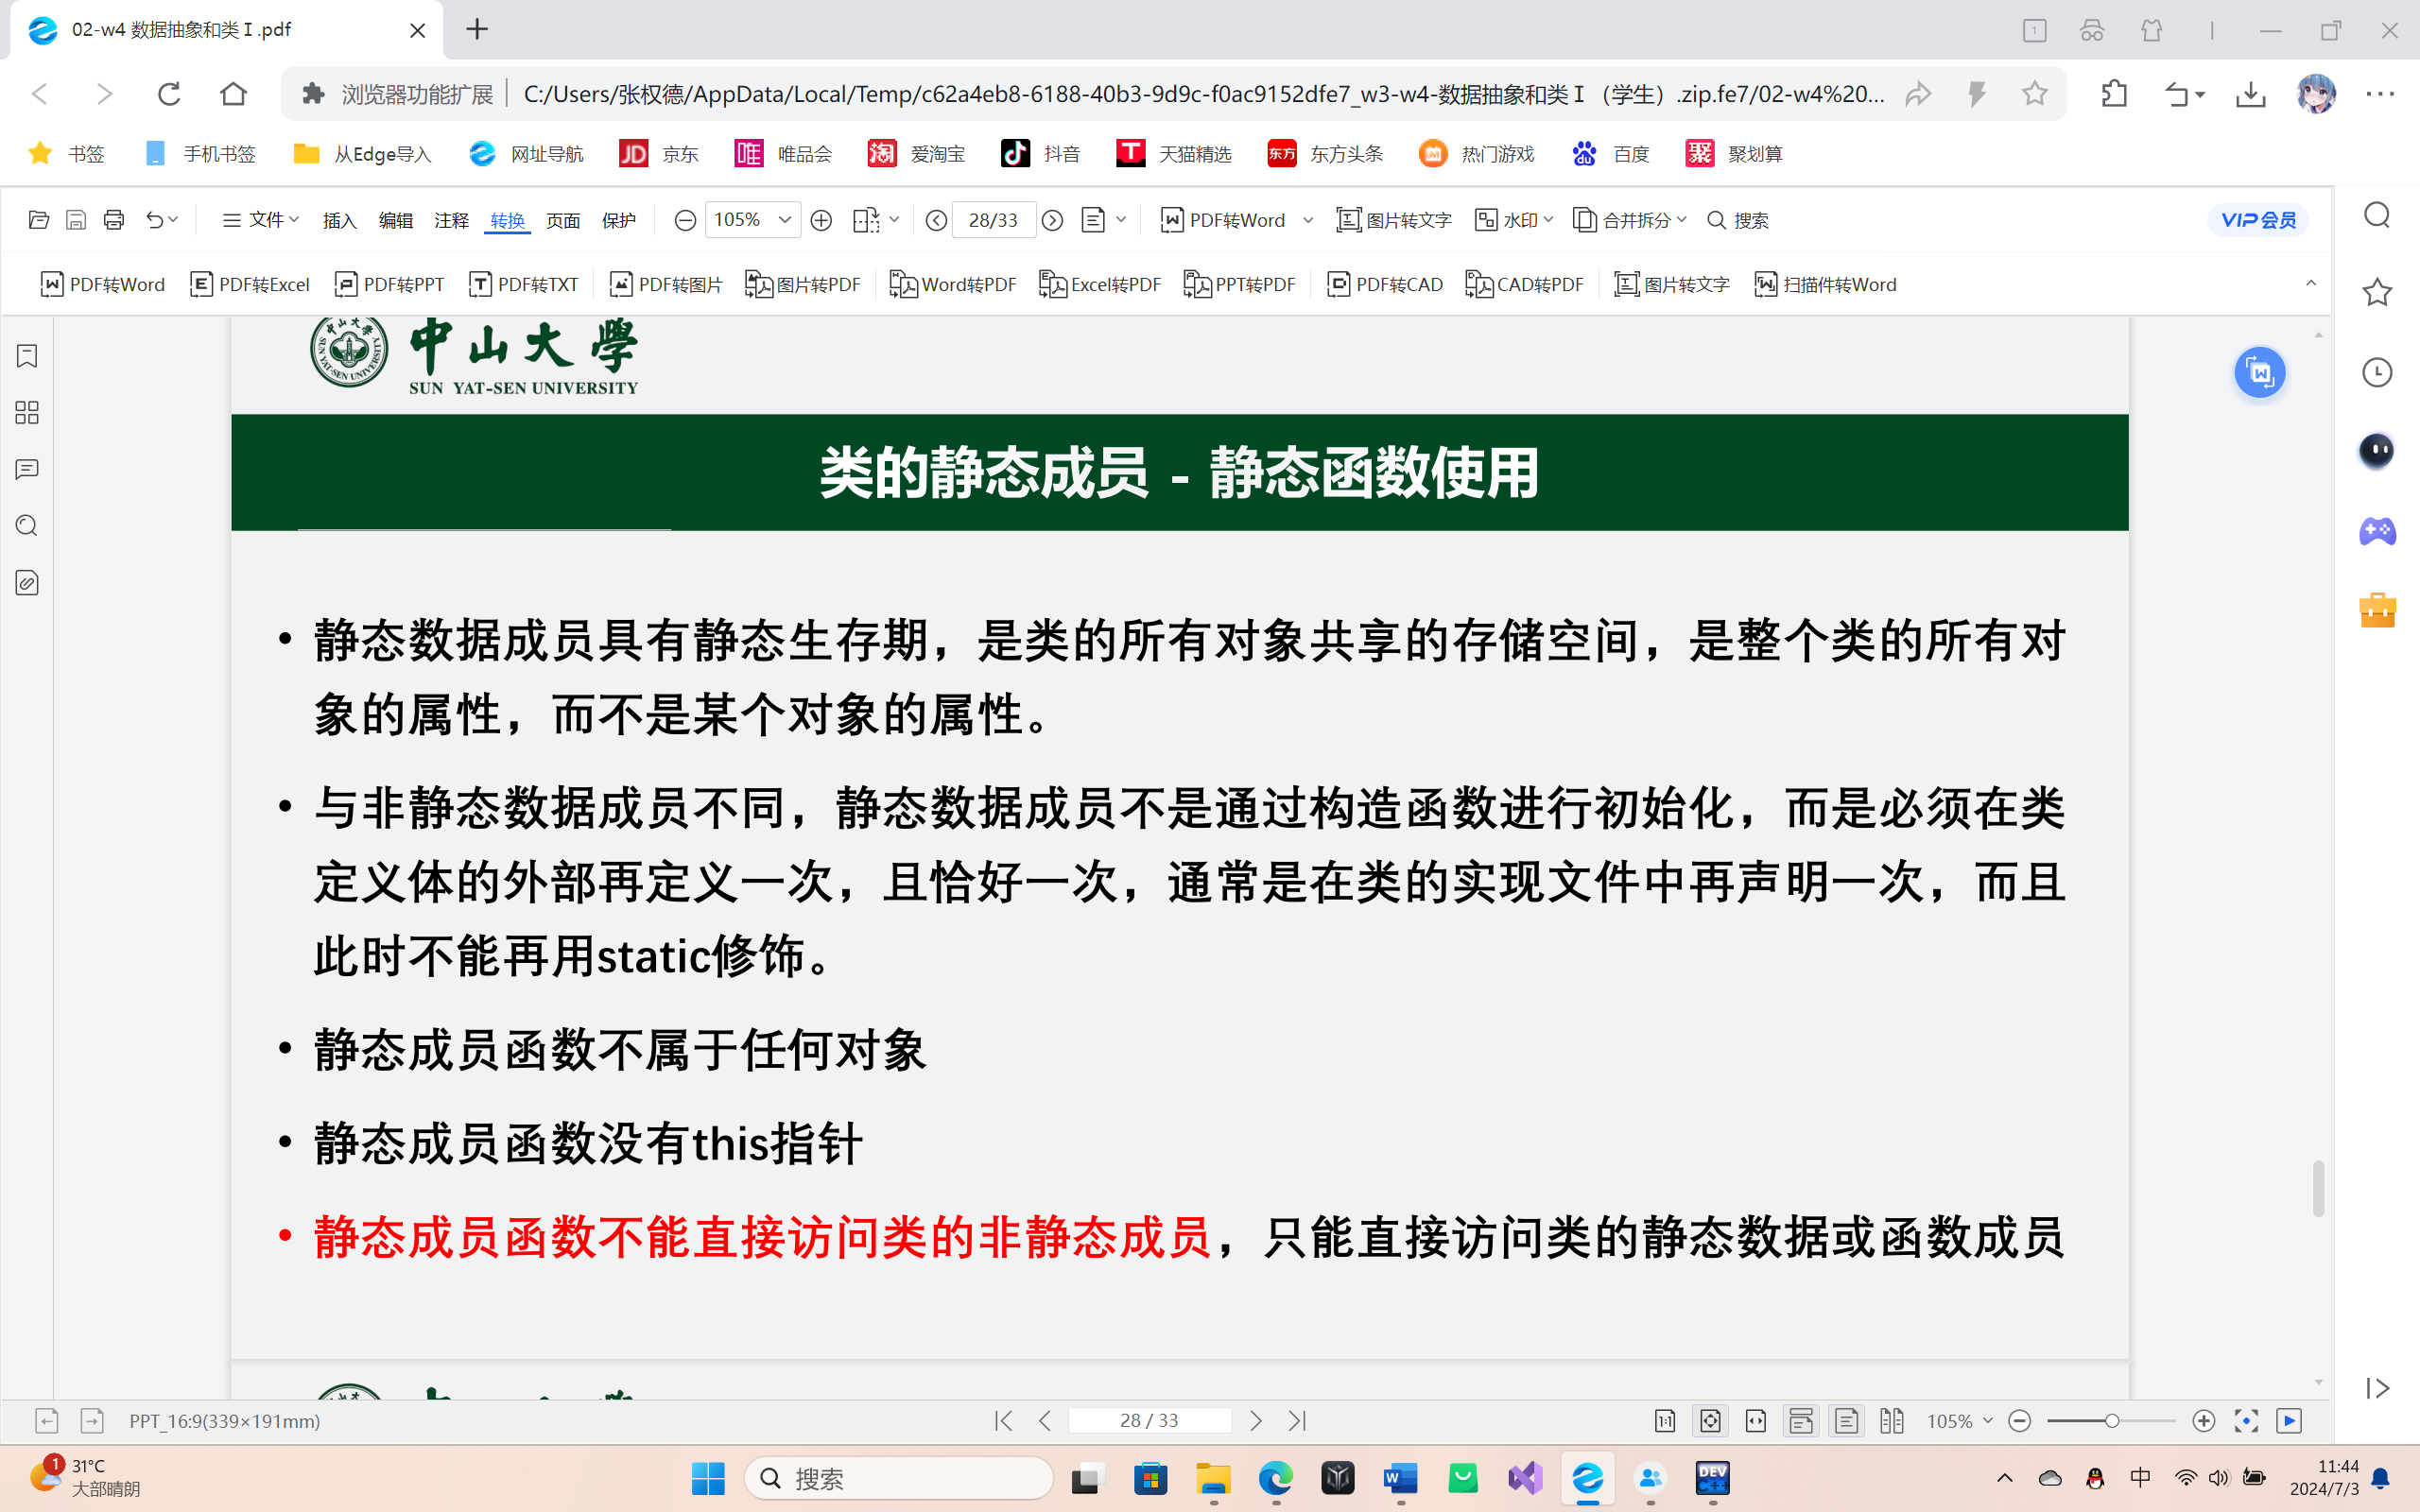 02-w4 数据抽象和类 I .pdf
浏览器功能扩展 C:/Users/张权德/AppData/Local/Temp/c62a4eb8-6188-40b3-9d9c-f0ac9152dfe7_w3-w4-数据抽象和类 I （学生）.zip.fe7/02-w4%20...
书签 手机书签 从Edge导入 网址导航 JD 京东 唯 唯品会 淘 爱淘宝 抖音 T 天猫精选 东方 东方头条 LIVE 热门游戏 du 百度 聚 聚划算
文件 插入 编辑 注释 转换 页面 保护 105% 28/33 PDF转Word 图片转文字 水印 合并拆分 搜索 VIP会员
PDF转Word PDF转Excel PDF转PPT PDF转TXT PDF转图片 图片转PDF Word转PDF Excel转PDF PPT转PDF PDF转CAD CAD转PDF 图片转文字 扫描件转Word
中山大學
SUN YAT-SEN UNIVERSITY
类的静态成员 - 静态函数使用
• 静态数据成员具有静态生存期，是类的所有对象共享的存储空间，是整个类的所有对
象的属性，而不是某个对象的属性。
• 与非静态数据成员不同，静态数据成员不是通过构造函数进行初始化，而是必须在类
定义体的外部再定义一次，且恰好一次，通常是在类的实现文件中再声明一次，而且
此时不能再用static修饰。
• 静态成员函数不属于任何对象
• 静态成员函数没有this指针
• 静态成员函数不能直接访问类的非静态成员，只能直接访问类的静态数据或函数成员
PPT_16:9(339×191mm) 28 / 33 1:1 105%
1 31°C
大部晴朗
搜索
DEV C++
中
11:44
2024/7/3